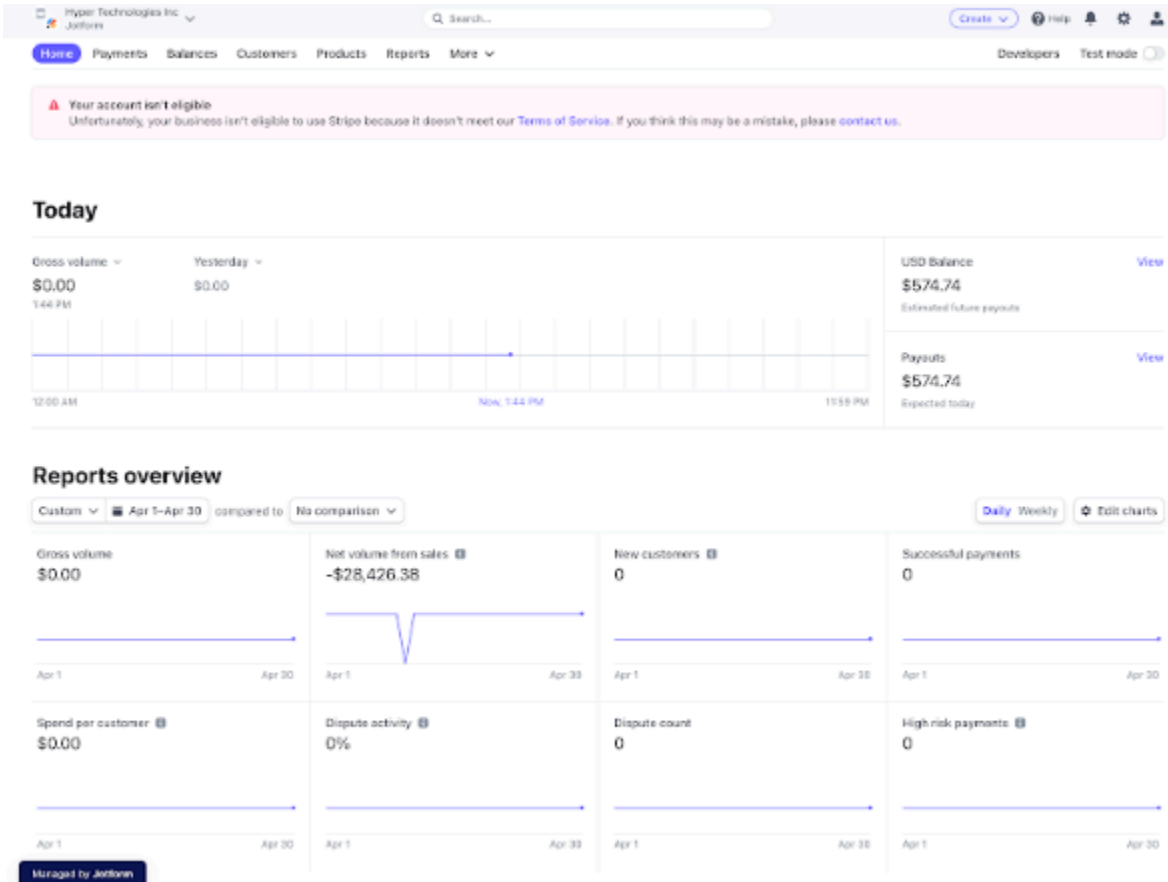 Hyper Technologies Inc
Jotform
Search...
Create
Help
Home Payments Balances Customers Products Reports More
Developers Test mode
Your account isn't eligible
Unfortunately, your business isn't eligible to use Stripe because it doesn't meet our Terms of Service. If you think this may be a mistake, please contact us.
Today
Gross volume Yesterday
$0.00 $0.00
1:44 PM
12:00 AM Now, 1:44 PM 11:59 PM
USD Balance View
$574.74
Estimated future payouts
Payouts View
$574.74
Expected today
Reports overview
Custom Apr 1–Apr 30 compared to No comparison
Daily Weekly Edit charts
Gross volume
$0.00
Apr 1 Apr 30
Net volume from sales
-$28,426.38
Apr 1 Apr 30
New customers
0
Apr 1 Apr 30
Successful payments
0
Apr 1 Apr 30
Spend per customer
$0.00
Apr 1 Apr 30
Dispute activity
0%
Apr 1 Apr 30
Dispute count
0
Apr 1 Apr 30
High risk payments
0
Apr 1 Apr 30
Managed by Jotform